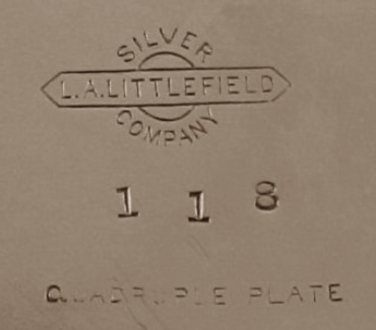 SILVER
L.A.LITTLEFIELD
COMPANY
1 1 8
QUADRUPLE PLATE